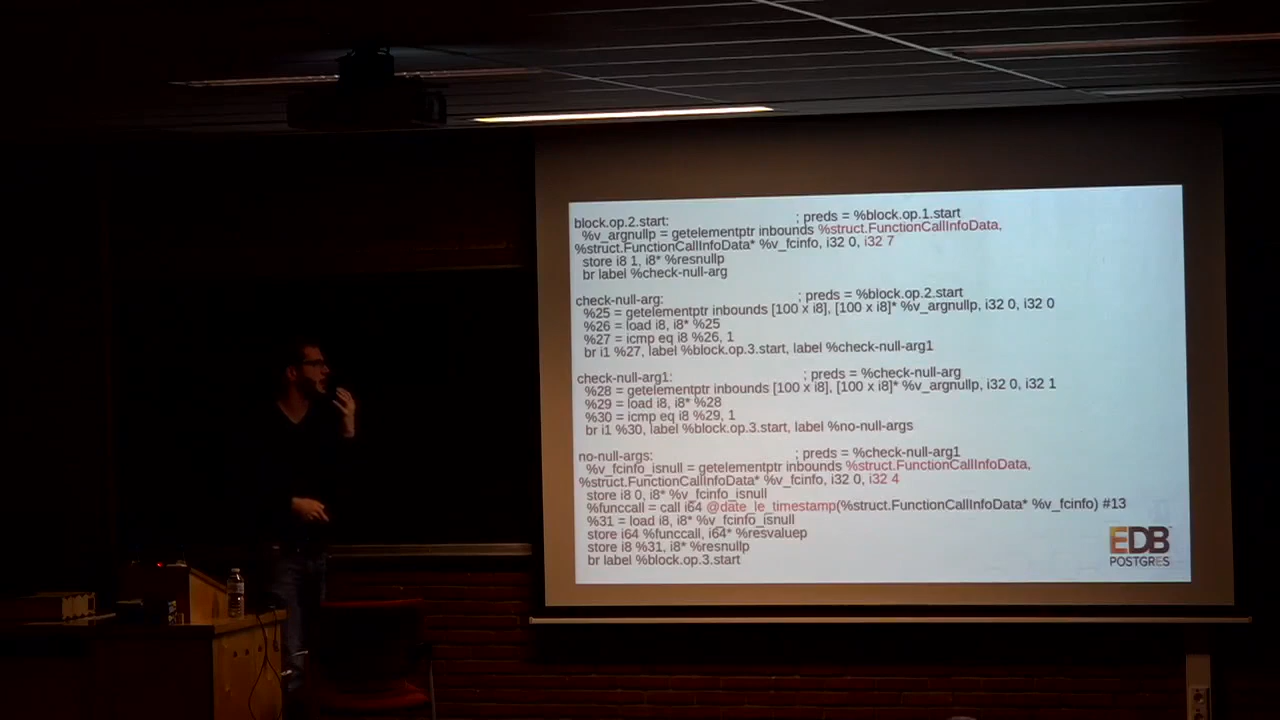 block.op.2.start: ; preds = %block.op.1.start
%v_argnullp = getelementptr inbounds %struct.FunctionCallInfoData,
%struct.FunctionCallInfoData* %v_fcinfo, i32 0, i32 7
store i8 1, i8* %resnullp
br label %check-null-arg
check-null-arg: ; preds = %block.op.2.start
%25 = getelementptr inbounds [100 x i8], [100 x i8]* %v_argnullp, i32 0, i32 0
%26 = load i8, i8* %25
%27 = icmp eq i8 %26, 1
br i1 %27, label %block.op.3.start, label %check-null-arg1
check-null-arg1: ; preds = %check-null-arg
%28 = getelementptr inbounds [100 x i8], [100 x i8]* %v_argnullp, i32 0, i32 1
%29 = load i8, i8* %28
%30 = icmp eq i8 %29, 1
br i1 %30, label %block.op.3.start, label %no-null-args
no-null-args: ; preds = %check-null-arg1
%v_fcinfo_isnull = getelementptr inbounds %struct.FunctionCallInfoData,
%struct.FunctionCallInfoData* %v_fcinfo, i32 0, i32 4
store i8 0, i8* %v_fcinfo_isnull
%funccall = call i64 @date_le_timestamp(%struct.FunctionCallInfoData* %v_fcinfo) #13
%31 = load i8, i8* %v_fcinfo_isnull
store i64 %funccall, i64* %resvaluep
store i8 %31, i8* %resnullp
br label %block.op.3.start
EDB
POSTGRES